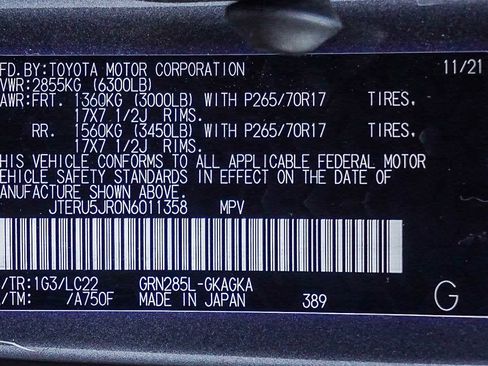 FD.BY:TOYOTA MOTOR CORPORATION 11/21
VWR:2855KG (6300LB)
AWR:FRT. 1360KG (3000LB) WITH P265/70R17 TIRES,
17X7 1/2J RIMS.
RR. 1560KG (3450LB) WITH P265/70R17 TIRES,
17X7 1/2J RIMS.
HIS VEHICLE CONFORMS TO ALL APPLICABLE FEDERAL MOTOR
EHICLE SAFETY STANDARDS IN EFFECT ON THE DATE OF
ANUFACTURE SHOWN ABOVE.
JTERU5JR0N6011358 MPV
/TR:1G3/LC22 GRN285L-GKAGKA
/TM: /A750F MADE IN JAPAN 389 G